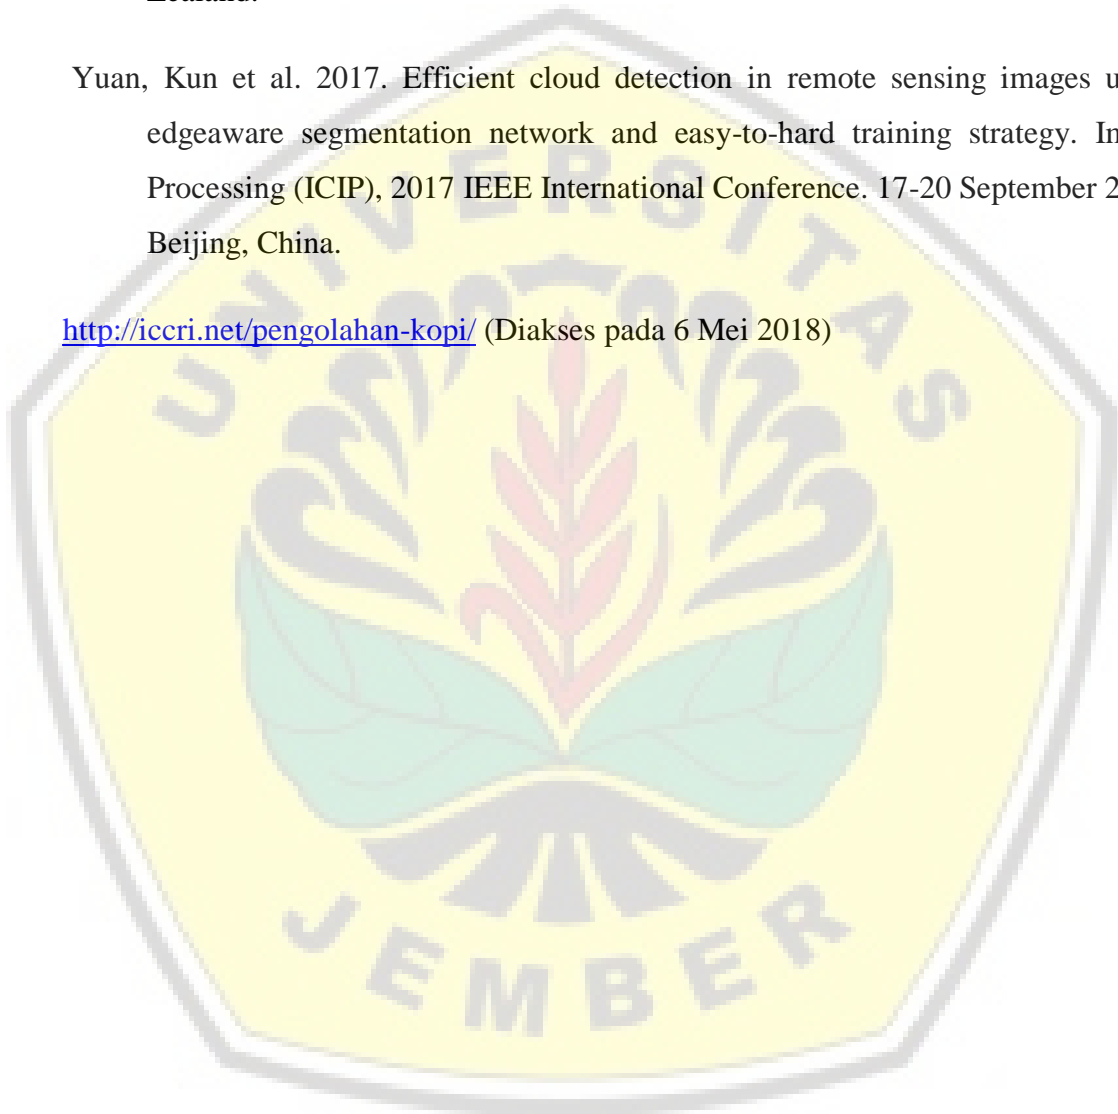 Zealand.
Yuan, Kun et al. 2017. Efficient cloud detection in remote sensing images u
edgeaware segmentation network and easy-to-hard training strategy. In
Processing (ICIP), 2017 IEEE International Conference. 17-20 September 2
Beijing, China.
http://iccri.net/pengolahan-kopi/ (Diakses pada 6 Mei 2018)
UNIVERSITAS
JEMBER